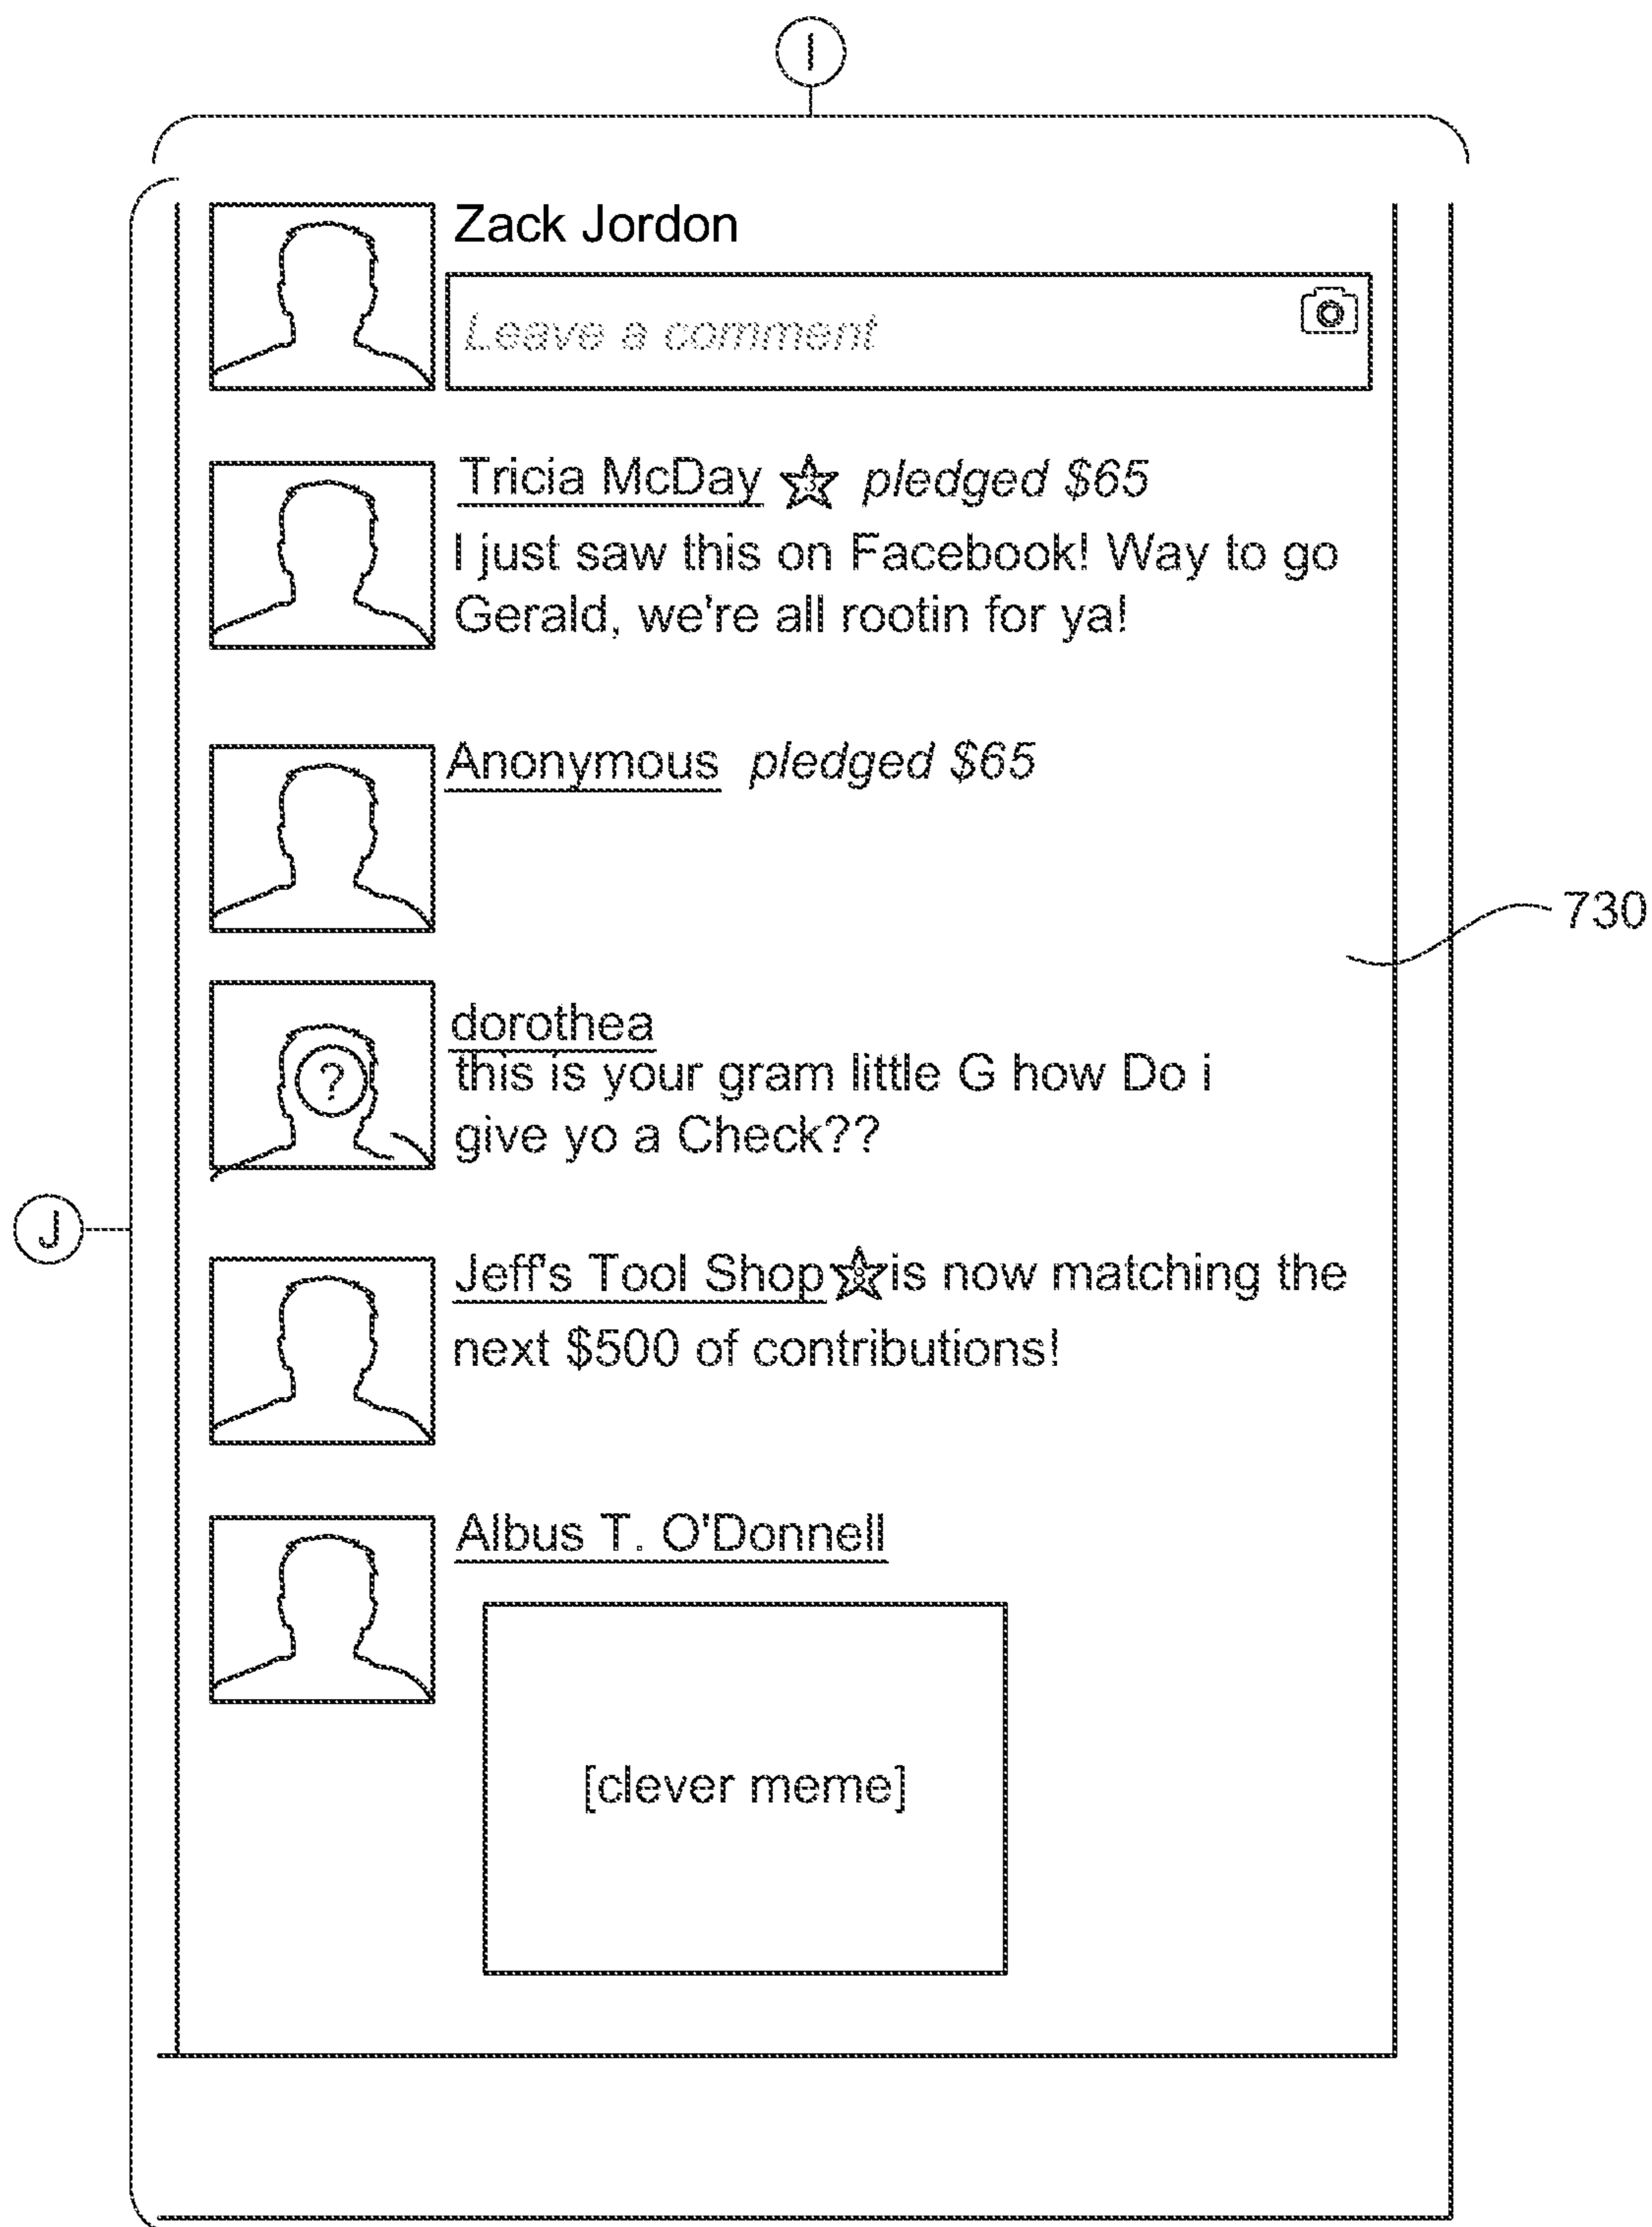 I
Zack Jordon
Leave a comment
Tricia McDay 3 pledged $65
I just saw this on Facebook! Way to go
Gerald, we're all rootin for ya!
Anonymous pledged $65
730
dorothea
?
this is your gram little G how Do i
give yo a Check??
J
Jeff's Tool Shop 8 is now matching the
next $500 of contributions!
Albus T. O'Donnell
[clever meme]